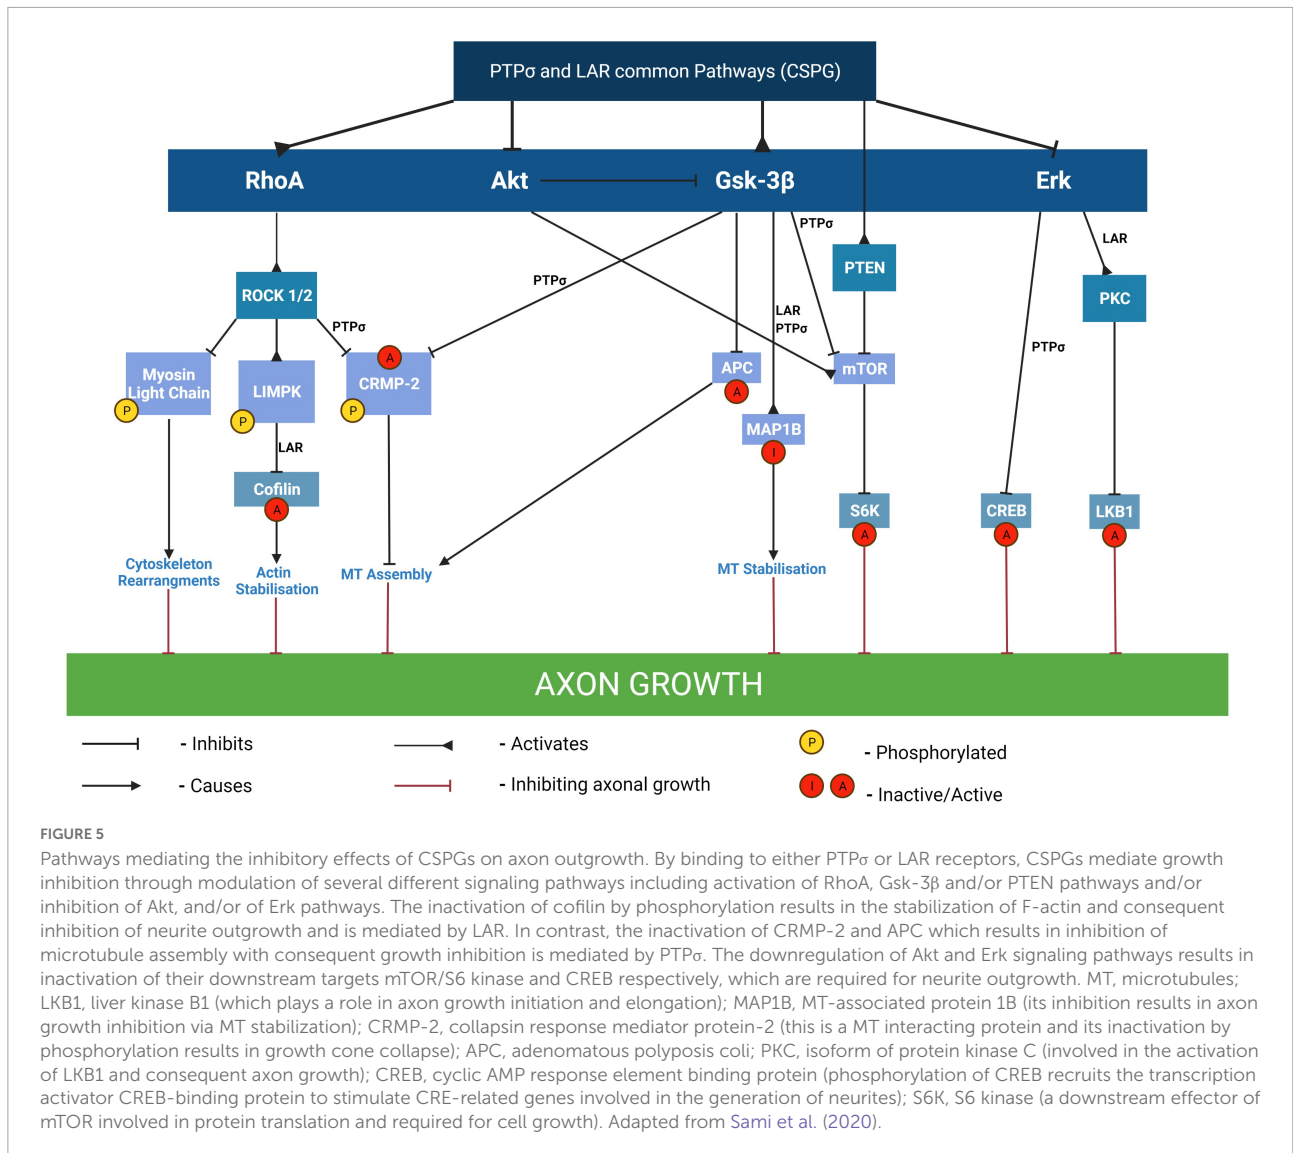 PTPσ and LAR common Pathways (CSPG)
RhoA
Akt
Gsk-3β
Erk
PTPσ
LAR
PTEN
ROCK 1/2
PKC
PTPσ
PTPσ
LAR
PTPσ
PTPσ
A
Myosin
Light Chain
LIMPK
CRMP-2
APC
mTOR
P
P
P
A
MAP1B
LAR
I
Cofilin
A
S6K
CREB
LKB1
A
A
A
Cytoskeleton
Rearrangments
Actin
Stabilisation
MT Assembly
MT Stabilisation
AXON GROWTH
- Inhibits
- Activates
P
- Phosphorylated
- Causes
- Inhibiting axonal growth
I
A
- Inactive/Active
FIGURE 5
Pathways mediating the inhibitory effects of CSPGs on axon outgrowth. By binding to either PTPσ or LAR receptors, CSPGs mediate growth
inhibition through modulation of several different signaling pathways including activation of RhoA, Gsk-3β and/or PTEN pathways and/or
inhibition of Akt, and/or of Erk pathways. The inactivation of cofilin by phosphorylation results in the stabilization of F-actin and consequent
inhibition of neurite outgrowth and is mediated by LAR. In contrast, the inactivation of CRMP-2 and APC which results in inhibition of
microtubule assembly with consequent growth inhibition is mediated by PTPσ. The downregulation of Akt and Erk signaling pathways results in
inactivation of their downstream targets mTOR/S6 kinase and CREB respectively, which are required for neurite outgrowth. MT, microtubules;
LKB1, liver kinase B1 (which plays a role in axon growth initiation and elongation); MAP1B, MT-associated protein 1B (its inhibition results in axon
growth inhibition via MT stabilization); CRMP-2, collapsin response mediator protein-2 (this is a MT interacting protein and its inactivation by
phosphorylation results in growth cone collapse); APC, adenomatous polyposis coli; PKC, isoform of protein kinase C (involved in the activation
of LKB1 and consequent axon growth); CREB, cyclic AMP response element binding protein (phosphorylation of CREB recruits the transcription
activator CREB-binding protein to stimulate CRE-related genes involved in the generation of neurites); S6K, S6 kinase (a downstream effector of
mTOR involved in protein translation and required for cell growth). Adapted from Sami et al. (2020).